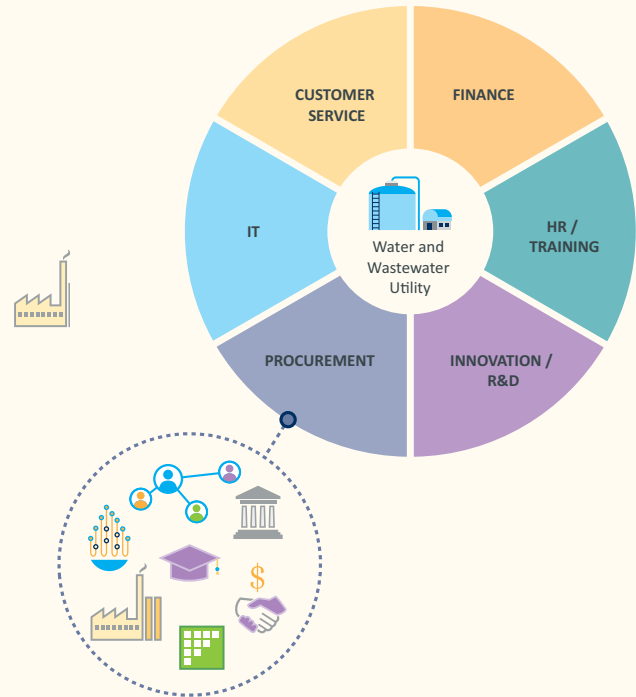 CUSTOMER
SERVICE
FINANCE
IT
HR /
TRAINING
Water and
Wastewater
Utility
PROCUREMENT
INNOVATION /
R&D
$